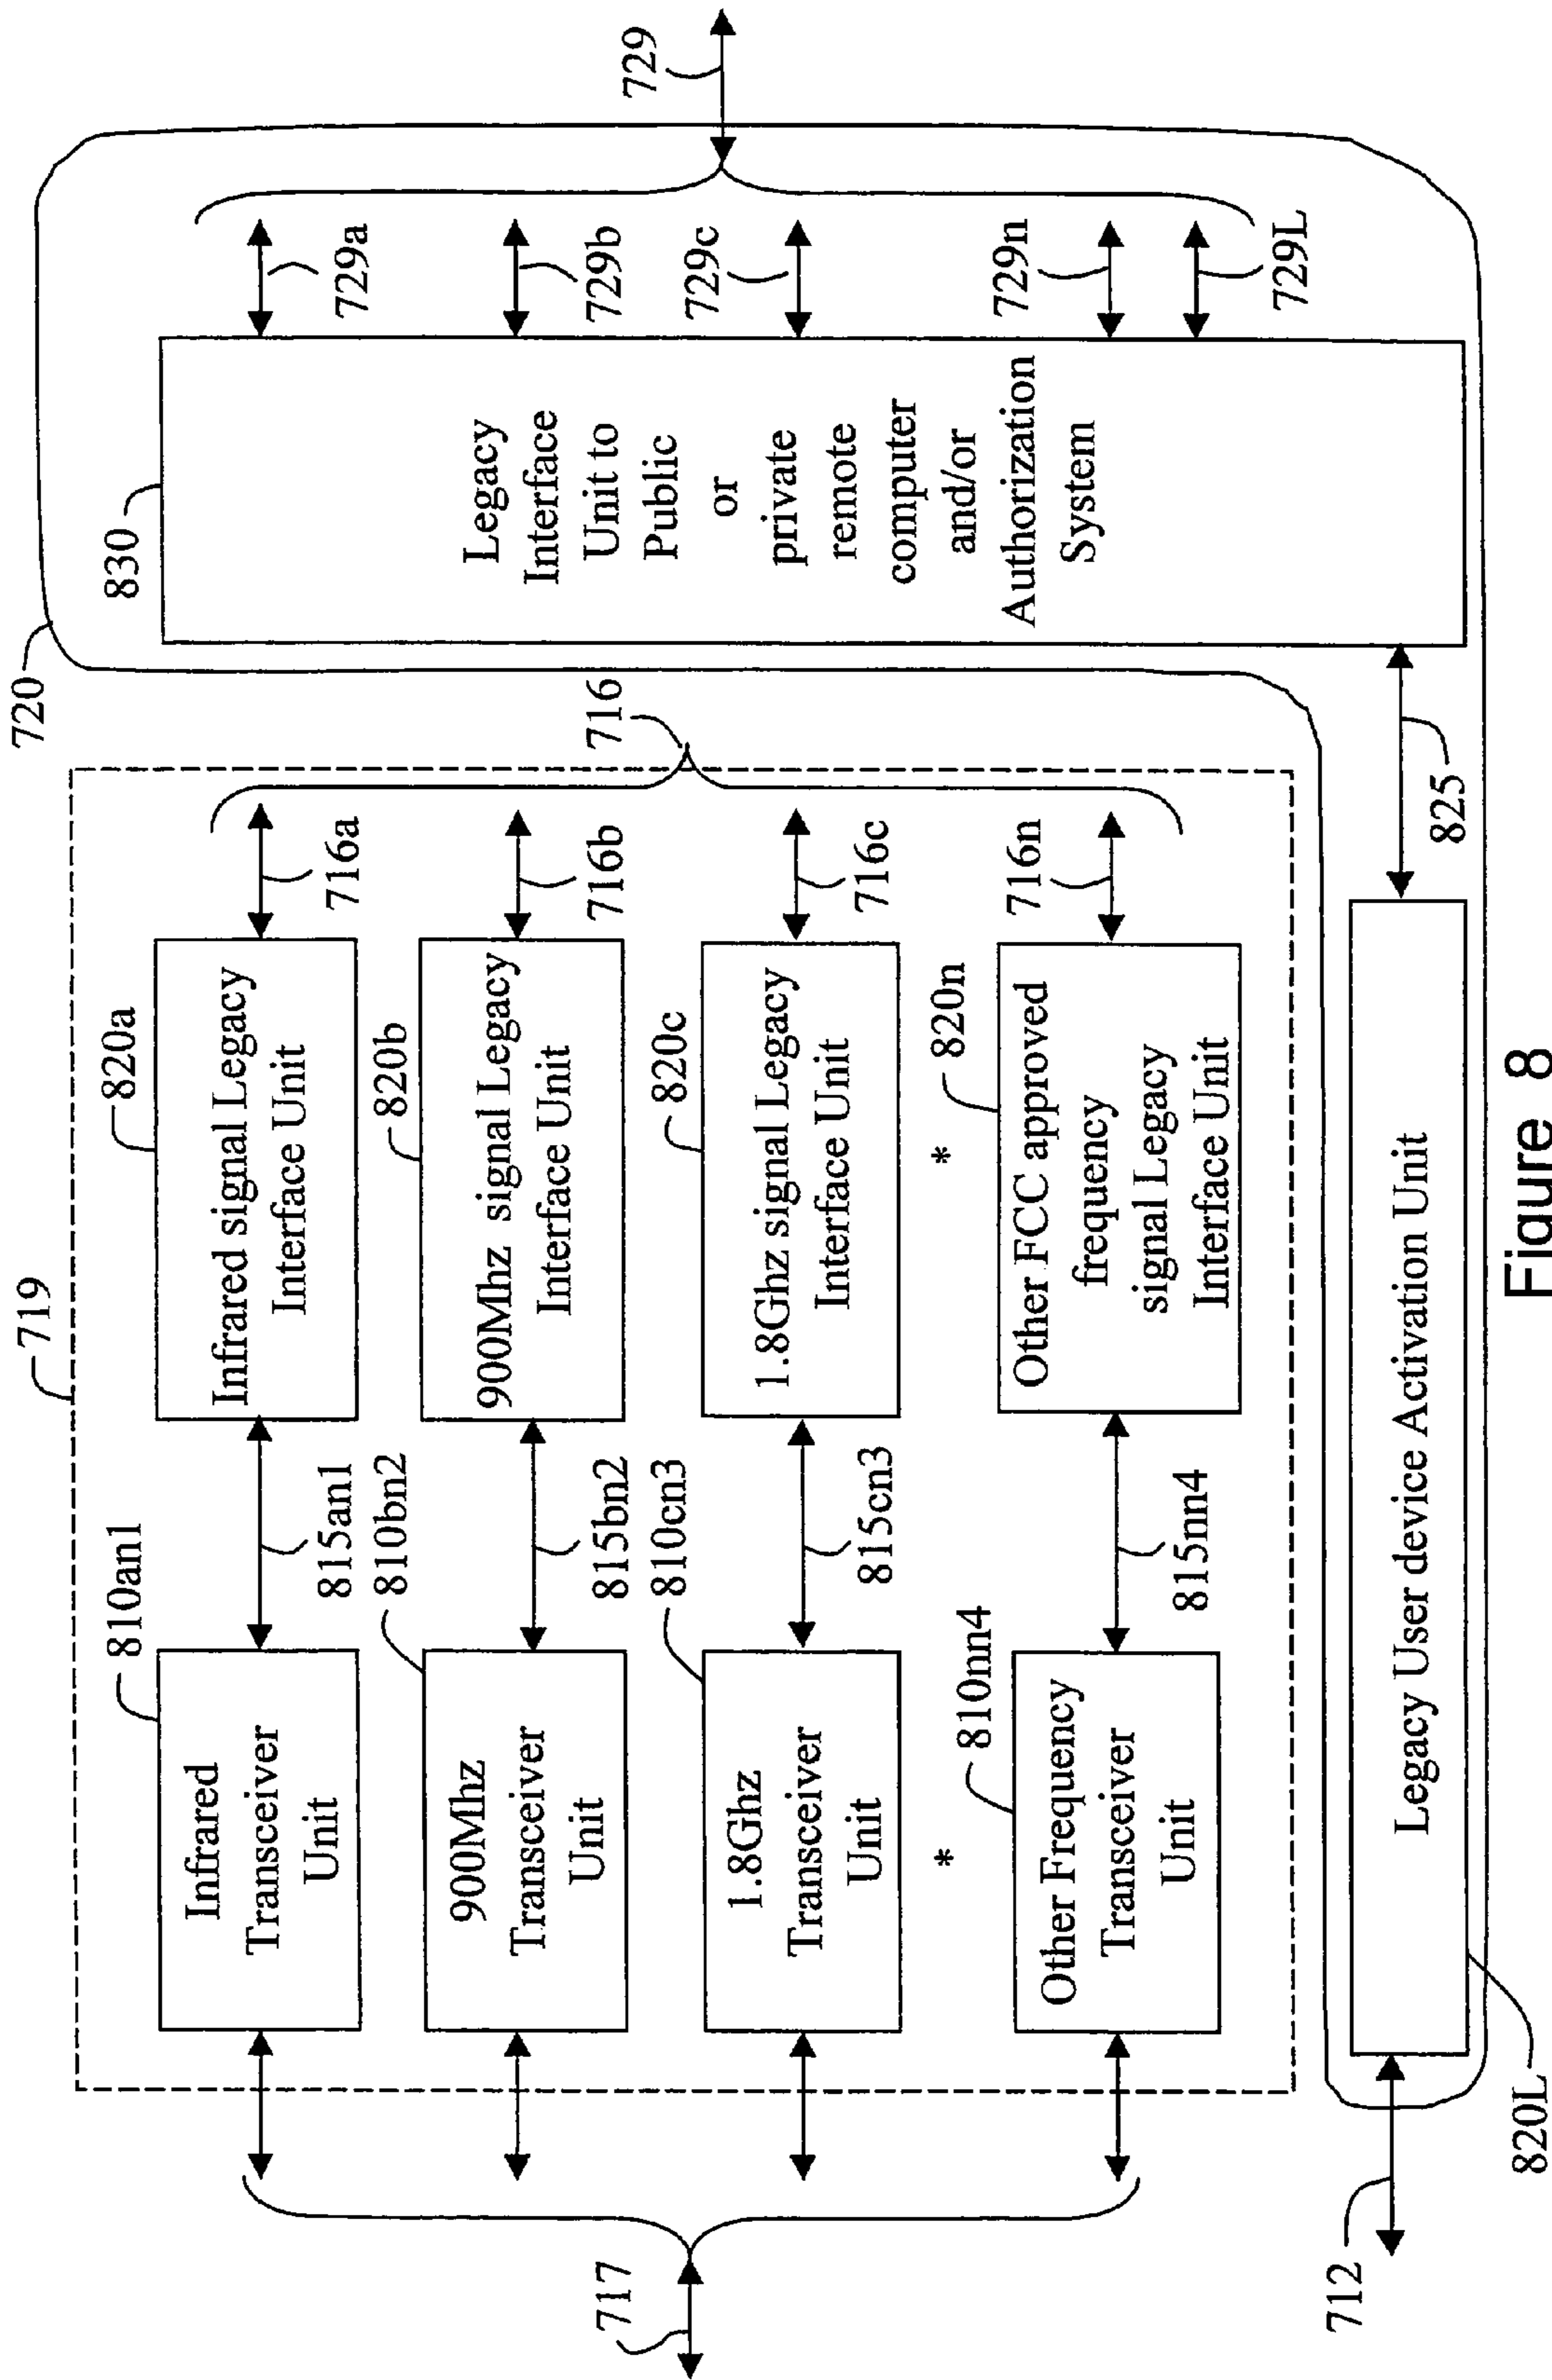 720
830
719
729
810an1
820a
Infrared
Transceiver
Unit
Infrared signal Legacy
Interface Unit
815an1
716a
729a
810bn2
820b
900Mhz
Transceiver
Unit
900Mhz signal Legacy
Interface Unit
815bn2
716b
716
729b
Legacy
Interface
Unit to
Public
or
private
remote
computer
and/or
Authorization
System
717
810cn3
820c
1.8Ghz
Transceiver
Unit
1.8Ghz signal Legacy
Interface Unit
815cn3
716c
729c
*
*
810nn4
820n
Other Frequency
Transceiver
Unit
Other FCC approved
frequency
signal Legacy
Interface Unit
815nn4
716n
729n
729L
712
Legacy User device Activation Unit
825
820L
Figure 8